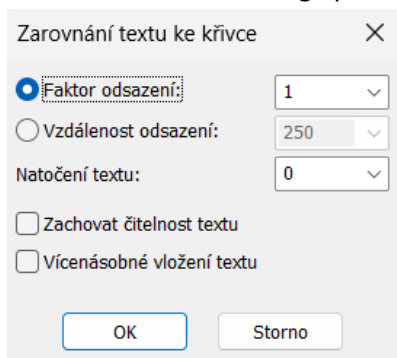 Zarovnání textu ke křivce
Faktor odsazení: 1
Vzdálenost odsazení: 250
Natočení textu: 0
Zachovat čitelnost textu
Vícenásobné vložení textu
OK Storno